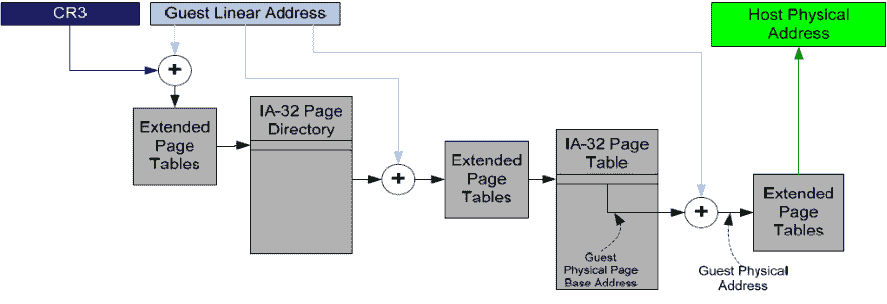 CR3
Guest Linear Address
Host Physical
Address
+
Extended
Page
Tables
IA-32 Page
Directory
+
Extended
Page
Tables
IA-32 Page
Table
Guest
Physical Page
Base Address
+
Guest Physical
Address
Extended
Page
Tables